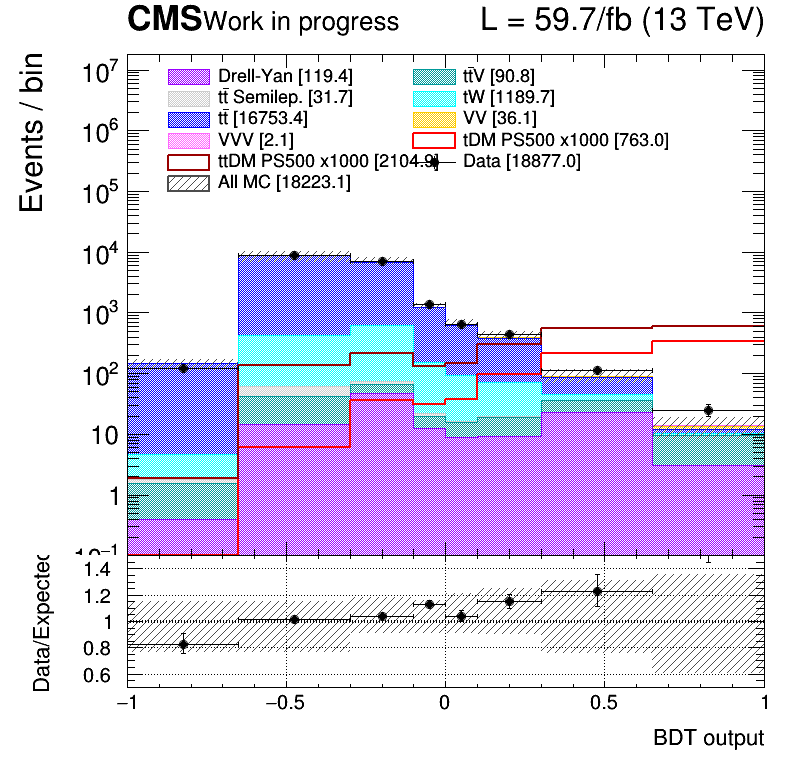 CMS Work in progress L = 59.7/fb (13 TeV)
Events / bin
Drell-Yan [119.4] tt̄V [90.8]
tt̄ Semilep. [31.7] tW [1189.7]
tt̄ [16753.4] VV [36.1]
VVV [2.1] tDM PS500 x1000 [763.0]
ttDM PS500 x1000 [2104.9] Data [18877.0]
All MC [18223.1]
10⁷
10⁶
10⁵
10⁴
10³
10²
10
1
10⁻¹
Data/Expected
1.4
1.2
1
0.8
0.6
−1 −0.5 0 0.5 1
BDT output